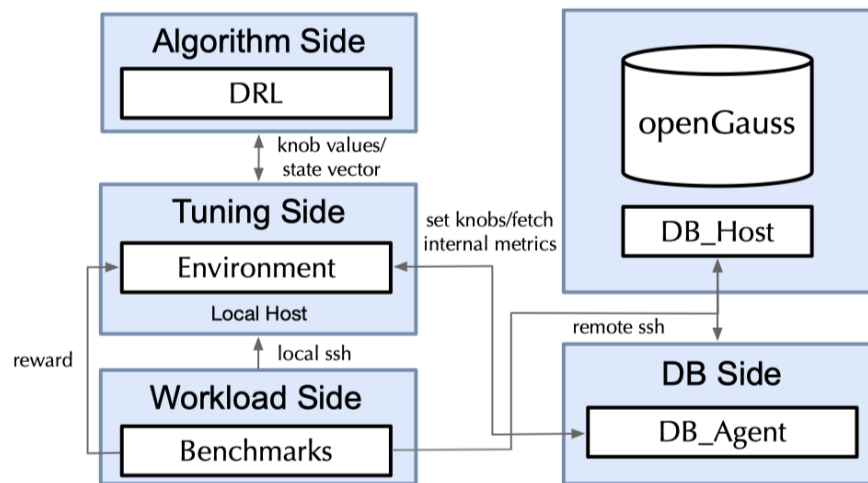 Algorithm Side
DRL
knob values/
state vector
Tuning Side
Environment
Local Host
set knobs/fetch
internal metrics
openGauss
DB_Host
remote ssh
reward
local ssh
Workload Side
Benchmarks
DB Side
DB_Agent